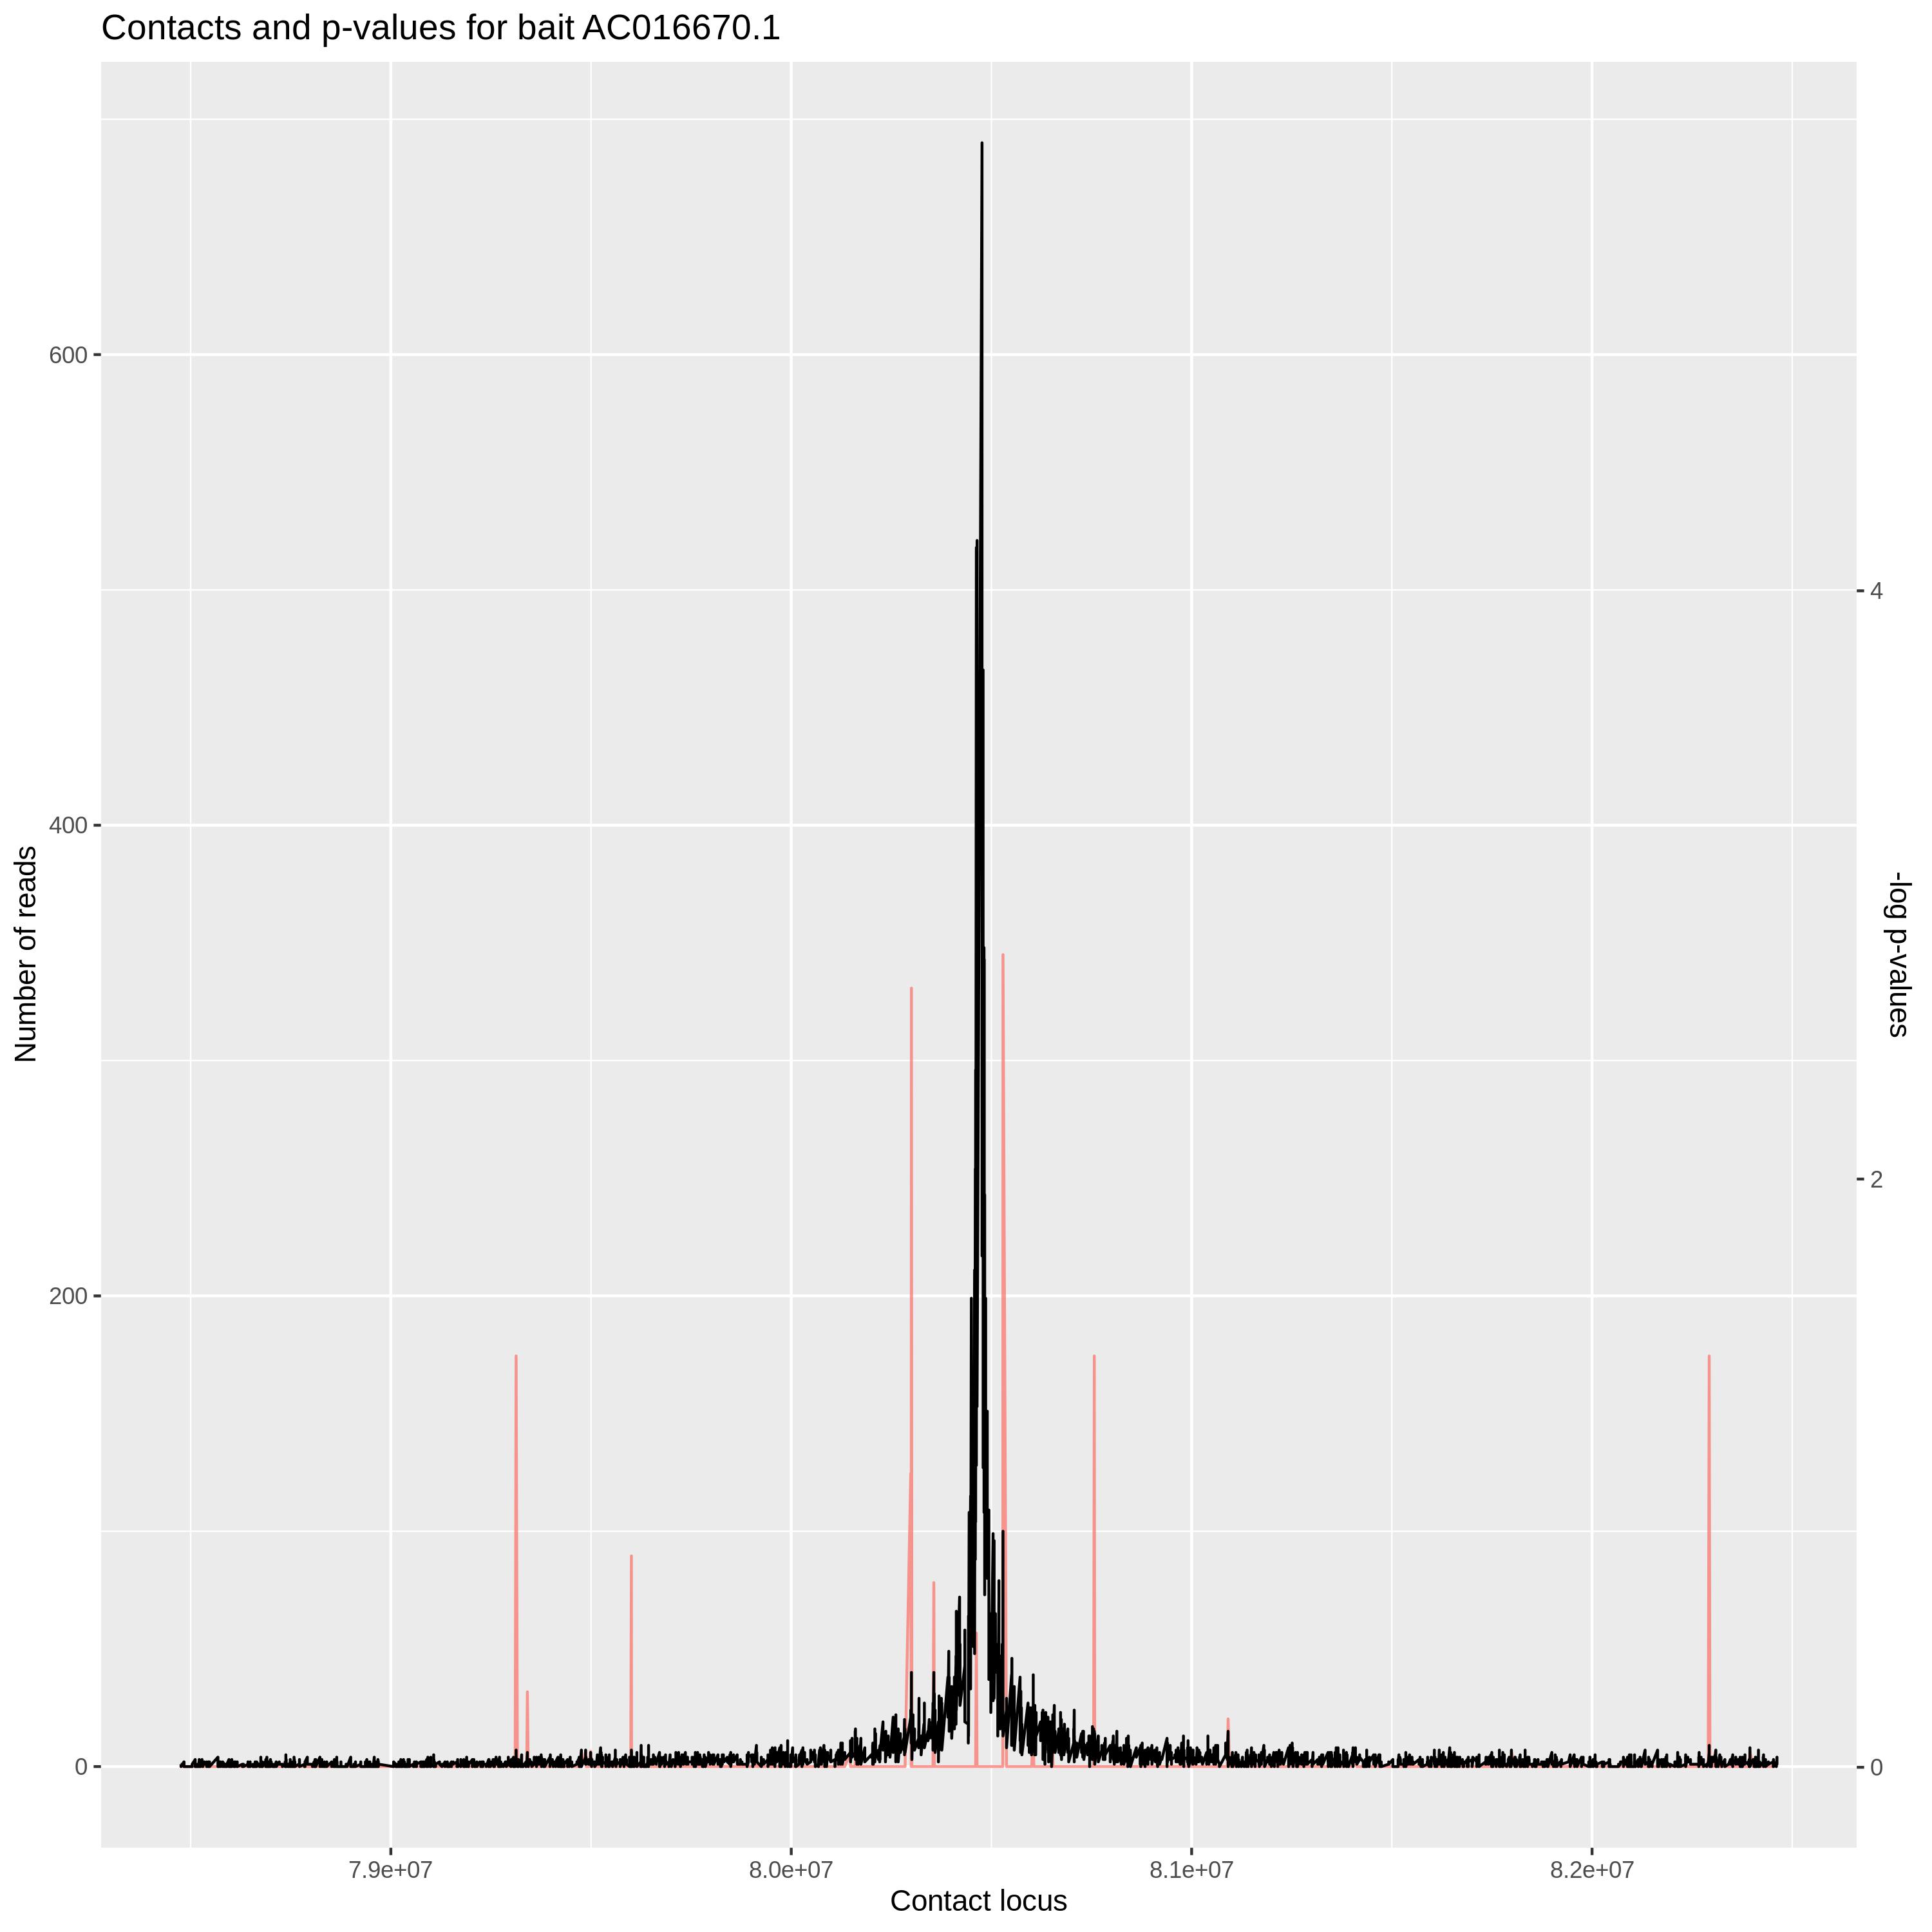 Contacts and p-values for bait AC016670.1
600
400
200
0
Number of reads
4
2
0
-log p-values
7.9e+07 8.0e+07 8.1e+07 8.2e+07
Contact locus